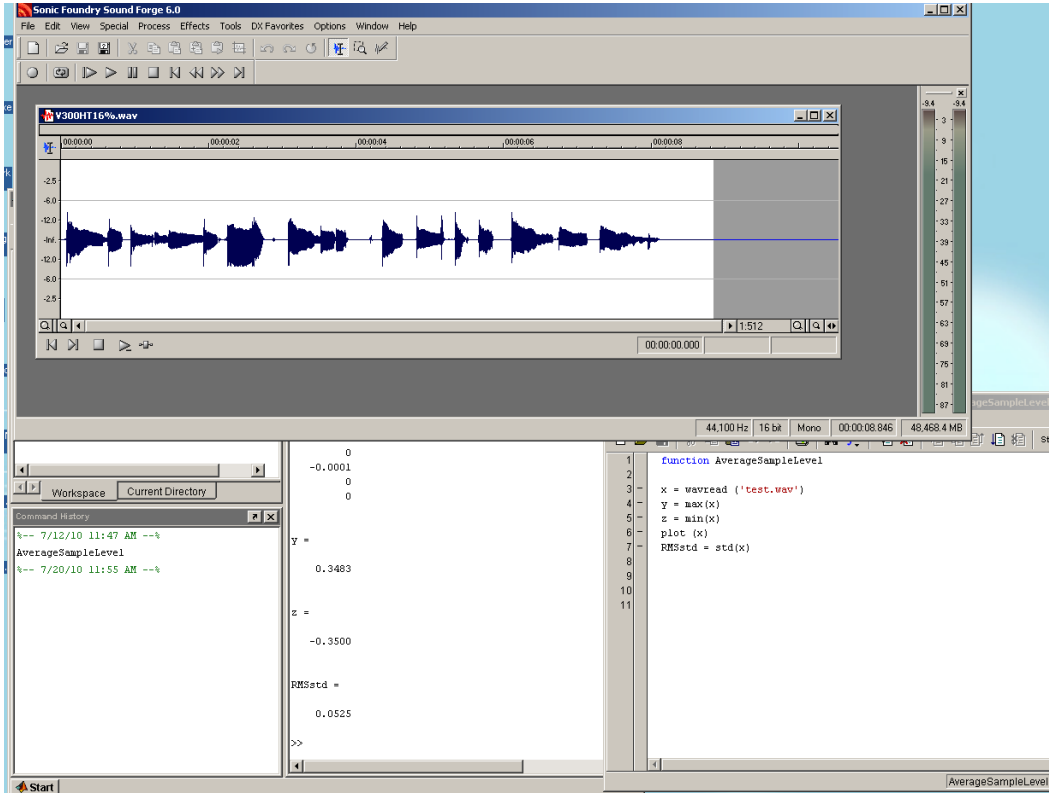 Sonic Foundry Sound Forge 6.0
File Edit View Special Process Effects Tools DX Favorites Options Window Help
-9.4 -9.4
V300HT16%.wav
00:00:00 00:00:02 00:00:04 00:00:06 00:00:08
-2.5
-6.0
-12.0
-Inf.
-12.0
-6.0
-2.5
1:512
00:00:00.000
- 3 -
- 9 -
- 15 -
- 21 -
- 27 -
- 33 -
- 39 -
- 45 -
- 51 -
- 57 -
- 63 -
- 69 -
- 75 -
- 81 -
- 87 -
44,100 Hz 16 bit Mono 00:00:08.846 48,468.4 MB
geSampleLevel
Workspace Current Directory
Command History
%-- 7/12/10 11:47 AM --%
AverageSampleLevel
%-- 7/20/10 11:55 AM --%
0
-0.0001
0
0
y =
0.3483
z =
-0.3500
RMSstd =
0.0525
>>
1 function AverageSampleLevel
2
3 - x = wavread ('test.wav')
4 - y = max(x)
5 - z = min(x)
6 - plot (x)
7 - RMSstd = std(x)
8
9
10
11
AverageSampleLevel
Start